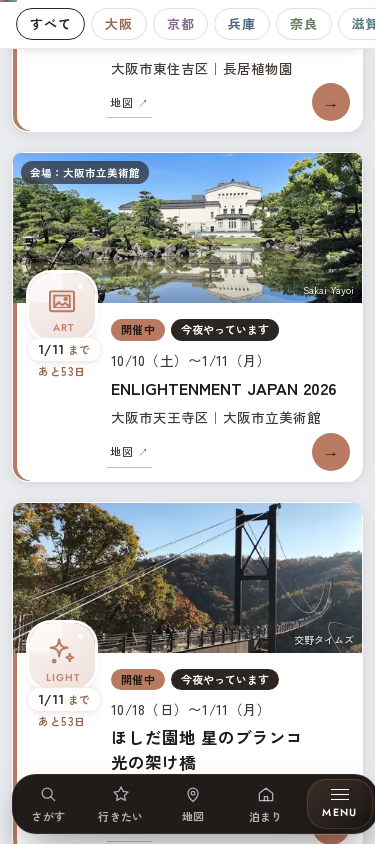 すべて
大阪
京都
兵庫
奈良
滋賀
大阪市東住吉区｜長居植物園
地図 ↗
→
会場：大阪市立美術館
Sakai Yayoi
ART
1/11 まで
あと53日
開催中
今夜やっています
10/10（土）〜1/11（月）
ENLIGHTENMENT JAPAN 2026
大阪市天王寺区｜大阪市立美術館
地図 ↗
→
交野タイムズ
LIGHT
1/11 まで
あと53日
開催中
今夜やっています
10/18（日）〜1/11（月）
ほしだ園地 星のブランコ
光の架け橋
さがす
行きたい
地図
泊まり
MENU